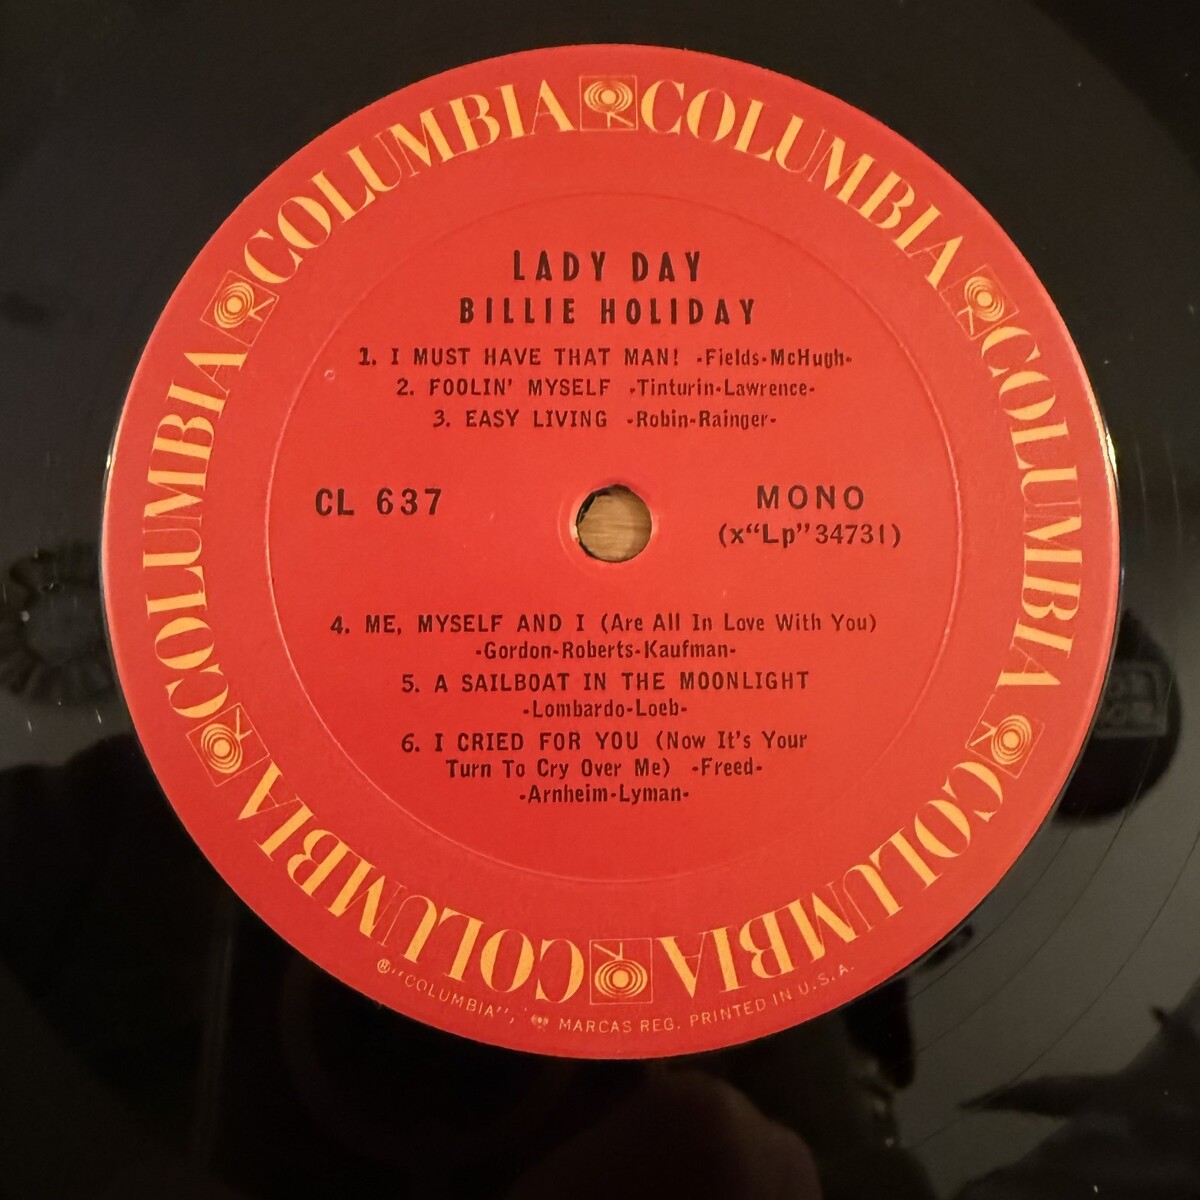 COLUMBIA COLUMBIA COLUMBIA COLUMBIA COLUMBIA COLUMBIA
LADY DAY
BILLIE HOLIDAY
1. I MUST HAVE THAT MAN! -Fields-McHugh-
2. FOOLIN' MYSELF -Tinturin-Lawrence-
3. EASY LIVING -Robin-Rainger-
CL 637
MONO
(x“Lp”34731)
4. ME, MYSELF AND I (Are All In Love With You)
-Gordon-Roberts-Kaufman-
5. A SAILBOAT IN THE MOONLIGHT
-Lombardo-Loeb-
6. I CRIED FOR YOU (Now It's Your
Turn To Cry Over Me) -Freed-
-Arnheim-Lyman-
®"COLUMBIA", MARCAS REG. PRINTED IN U.S.A.